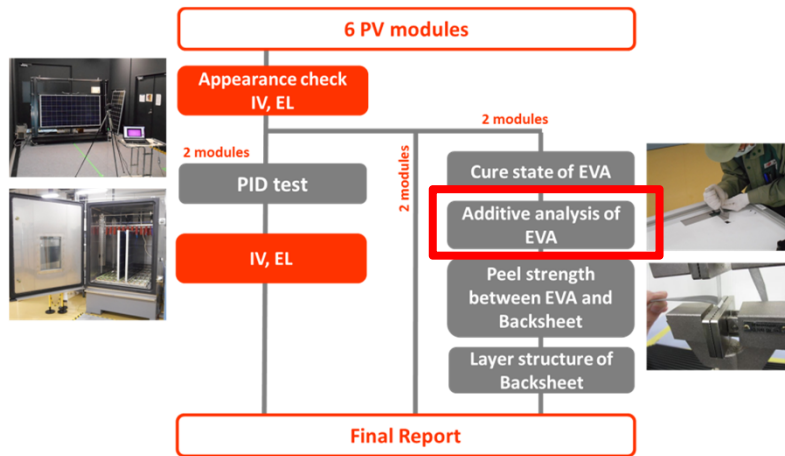 6 PV modules
Appearance check
IV, EL
2 modules
2 modules
2 modules
PID test
Cure state of EVA
Additive analysis of
EVA
IV, EL
Peel strength
between EVA and
Backsheet
Layer structure of
Backsheet
Final Report